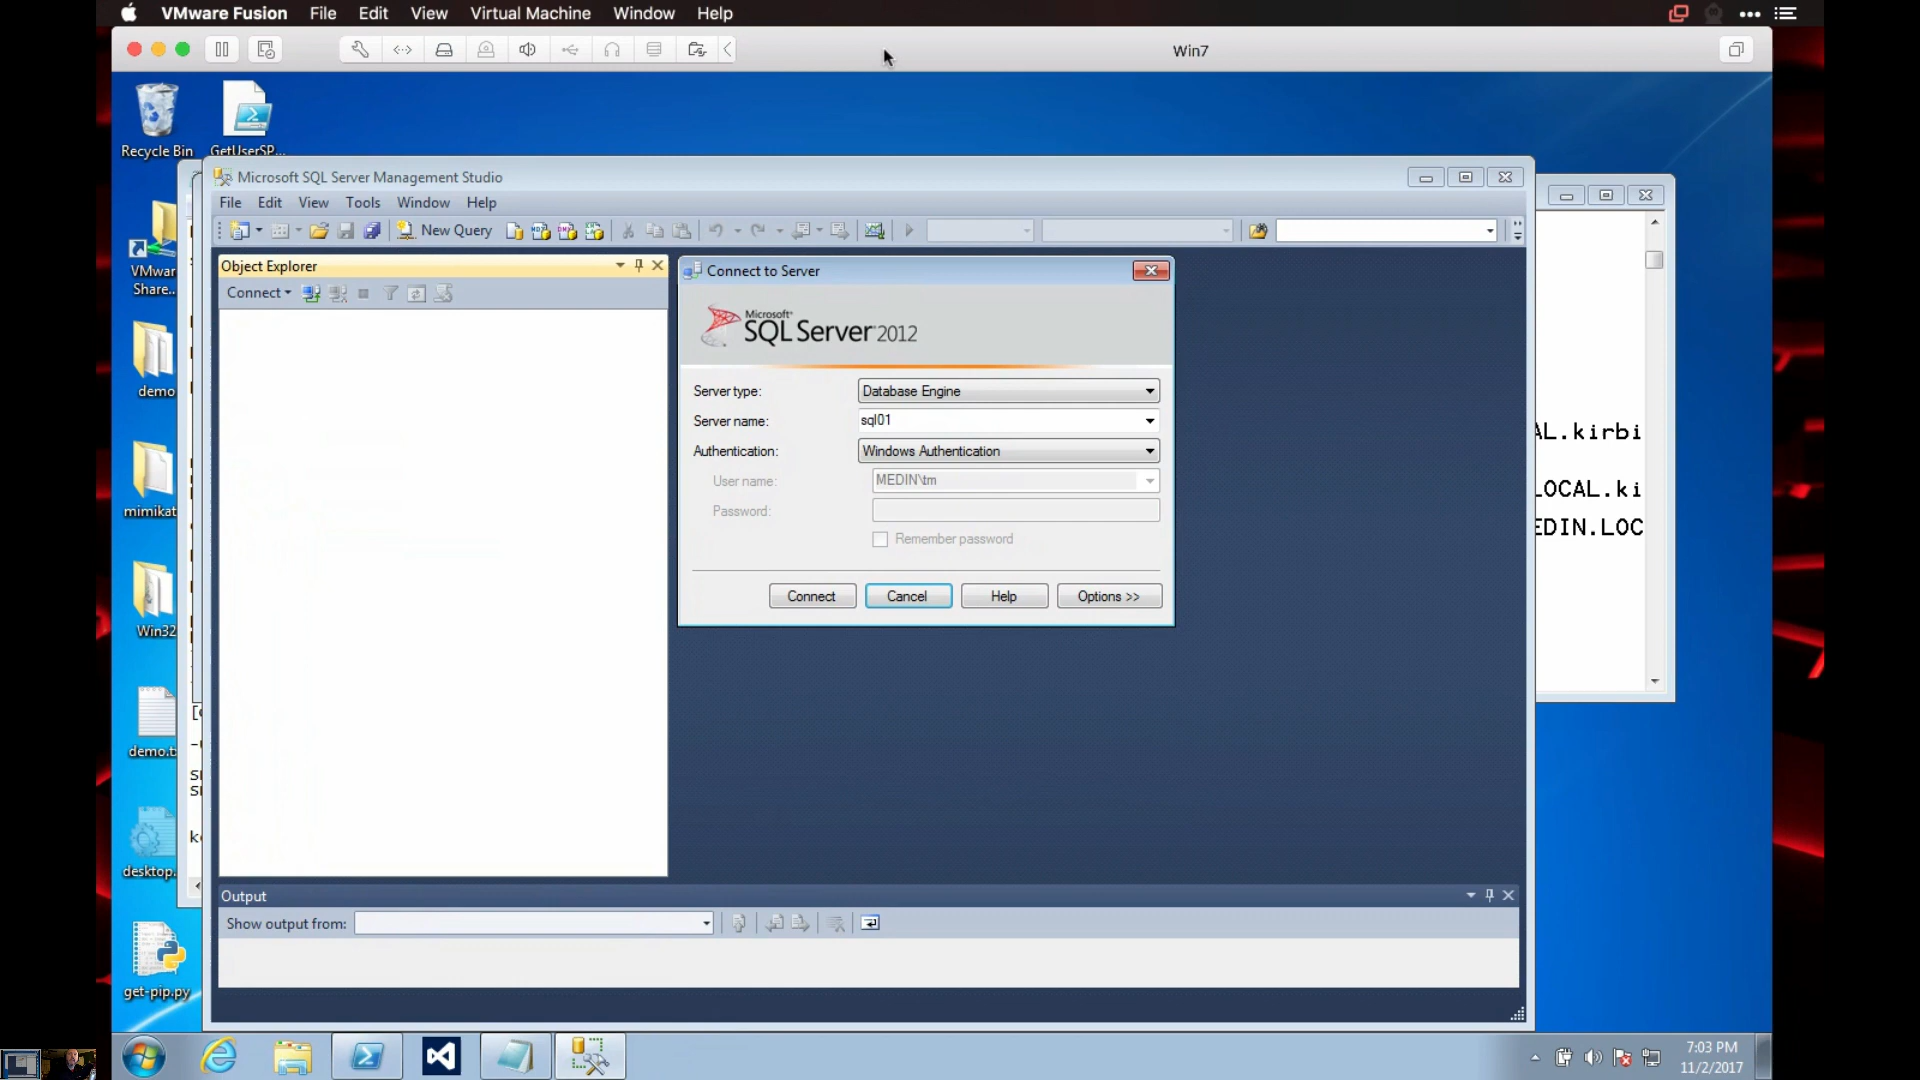 VMware Fusion File Edit View Virtual Machine Window Help
Win7
Recycle Bin
GetUserSP...
Microsoft SQL Server Management Studio
File Edit View Tools Window Help
New Query
Object Explorer
Connect
Connect to Server
Microsoft
SQL Server 2012
Server type: Database Engine
Server name: sql01
Authentication: Windows Authentication
User name: MEDIN\tm
Password:
Remember password
Connect Cancel Help Options >>
AL.kirbi
LOCAL.ki
EDIN.LOC
VMware
Share...
demo
mimikat
Win32
demo.t
desktop.
get-pip.py
Output
Show output from:
7:03 PM
11/2/2017